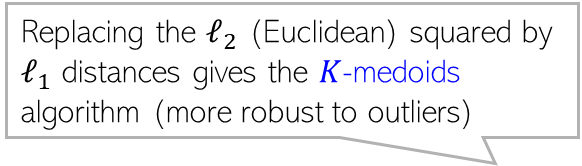 Replacing the ℓ₂ (Euclidean) squared by
ℓ₁ distances gives the K-medoids
algorithm (more robust to outliers)